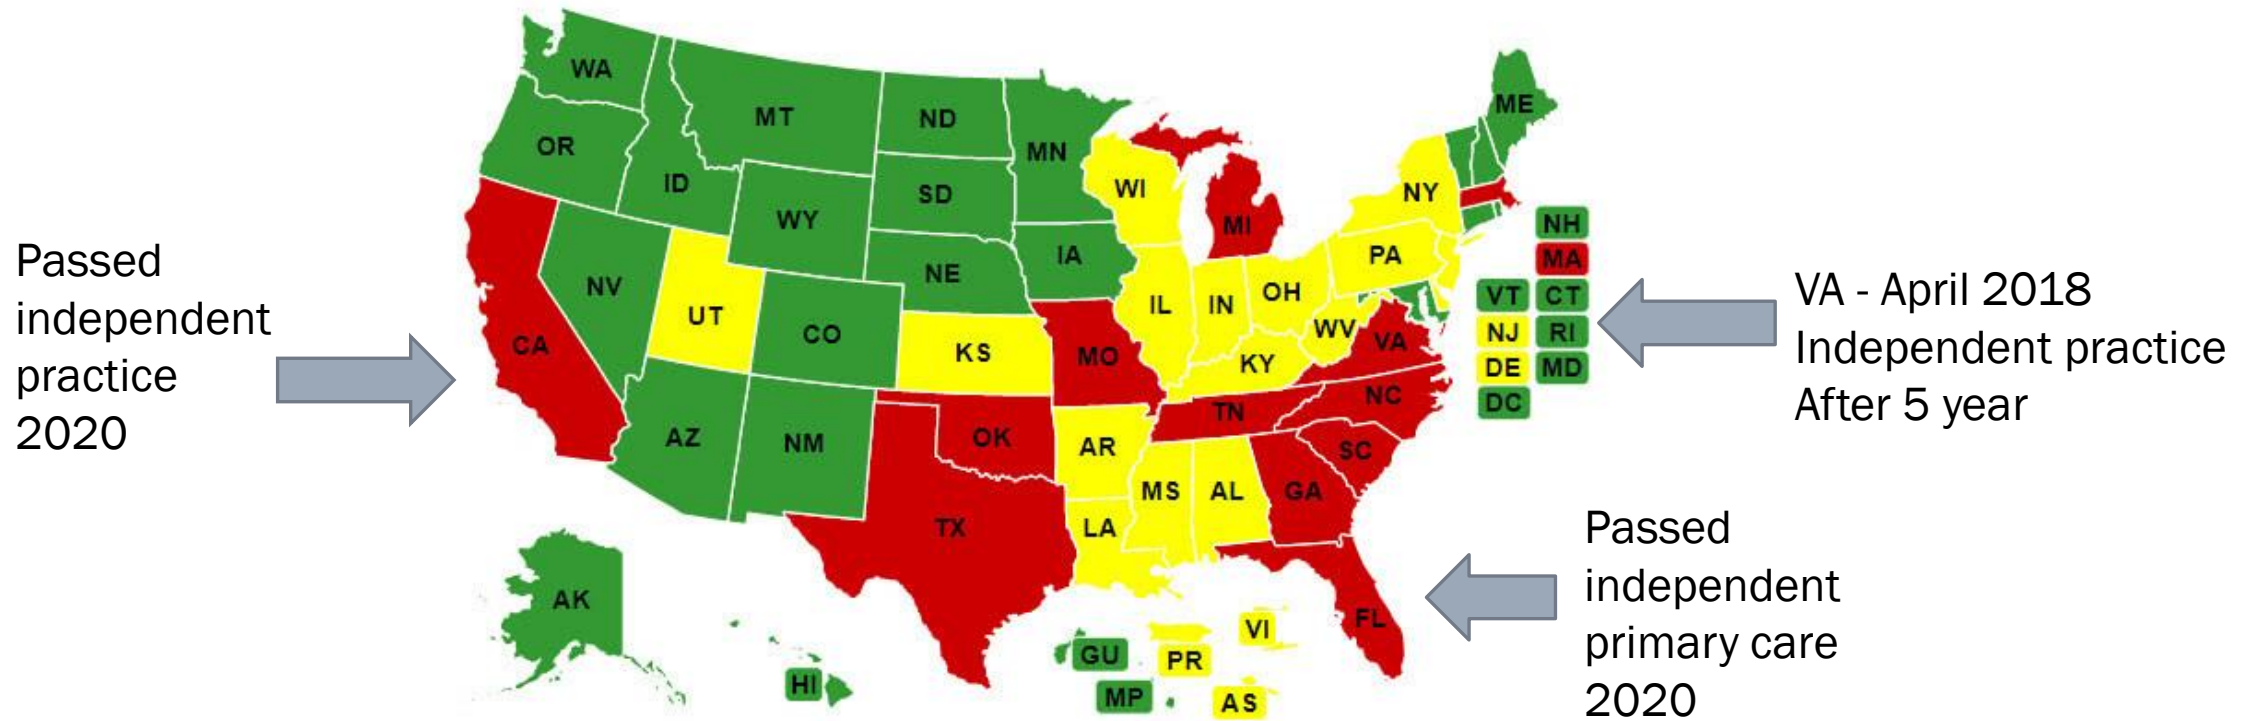 Passed
independent
practice
2020
WA
MT
ND
MN
ME
OR
ID
SD
WI
NY
WY
MI
NH
MA
NV
NE
IA
PA
UT
CO
IL
IN
OH
WV
VT
CT
KS
MO
KY
VA
NJ
RI
DE
MD
DC
CA
AZ
NM
OK
AR
TN
NC
SC
TX
LA
MS
AL
GA
FL
AK
HI
GU
PR
VI
MP
AS
VA - April 2018
Independent practice
After 5 year
Passed
independent
primary care
2020